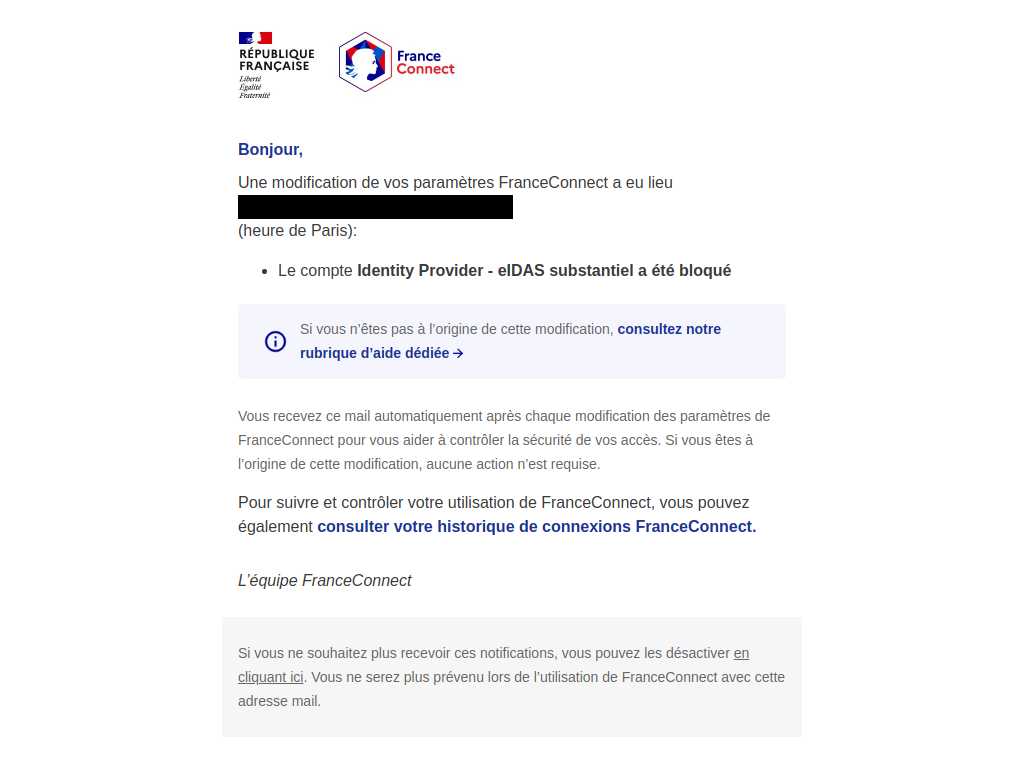 RÉPUBLIQUE
FRANÇAISE
Liberté
Égalité
Fraternité
France
Connect
Bonjour,
Une modification de vos paramètres FranceConnect a eu lieu
(heure de Paris):
• Le compte Identity Provider - eIDAS substantiel a été bloqué
Si vous n’êtes pas à l’origine de cette modification, consultez notre
rubrique d’aide dédiée →
Vous recevez ce mail automatiquement après chaque modification des paramètres de
FranceConnect pour vous aider à contrôler la sécurité de vos accès. Si vous êtes à
l’origine de cette modification, aucune action n’est requise.
Pour suivre et contrôler votre utilisation de FranceConnect, vous pouvez
également consulter votre historique de connexions FranceConnect.
L’équipe FranceConnect
Si vous ne souhaitez plus recevoir ces notifications, vous pouvez les désactiver en
cliquant ici. Vous ne serez plus prévenu lors de l’utilisation de FranceConnect avec cette
adresse mail.